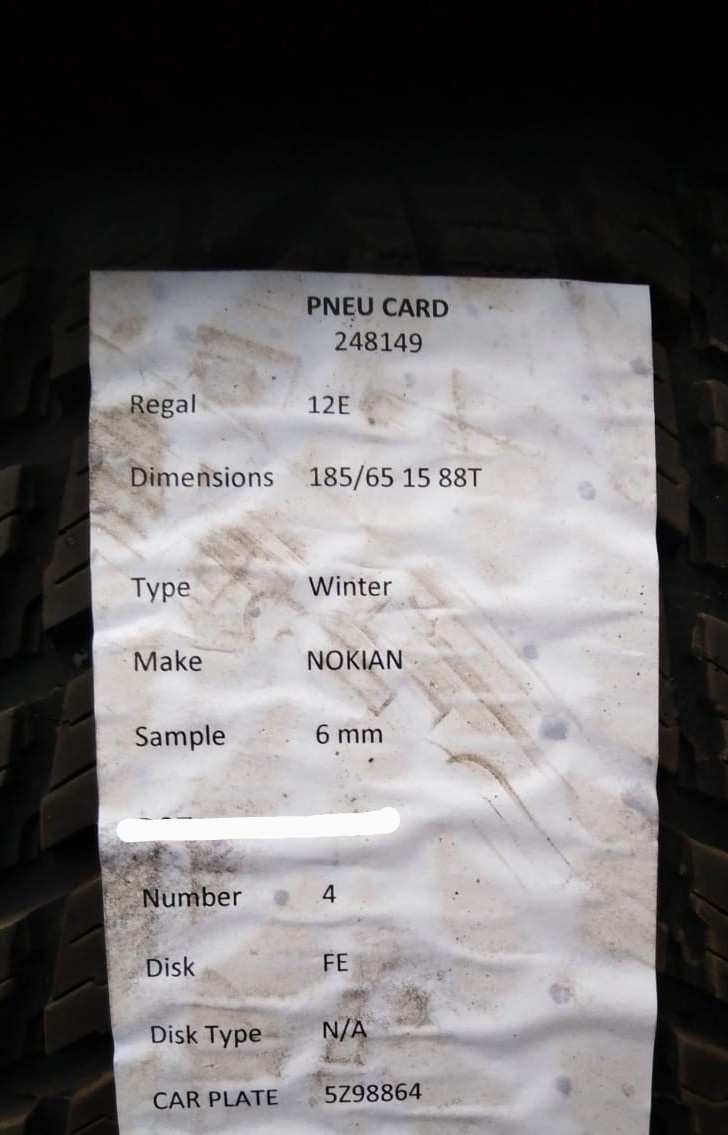 PNEU CARD
248149
Regal 12E
Dimensions 185/65 15 88T
Type Winter
Make NOKIAN
Sample 6 mm
Number 4
Disk FE
Disk Type N/A
CAR PLATE 5Z98864